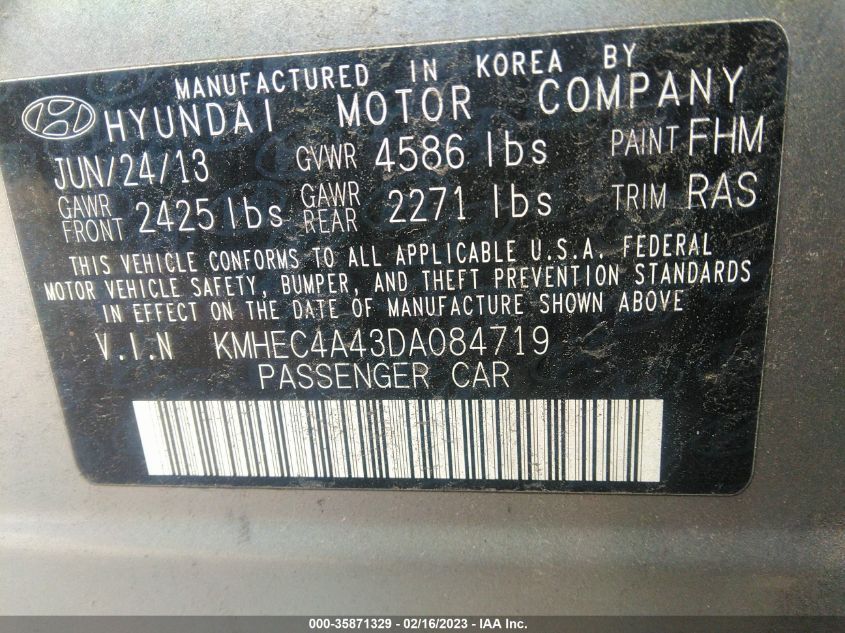 MANUFACTURED IN KOREA BY
HYUNDAI MOTOR COMPANY
JUN/24/13 GVWR 4586 lbs PAINT FHM
GAWR FRONT 2425 lbs GAWR REAR 2271 lbs TRIM RAS
THIS VEHICLE CONFORMS TO ALL APPLICABLE U.S.A. FEDERAL
MOTOR VEHICLE SAFETY, BUMPER, AND THEFT PREVENTION STANDARDS
IN EFFECT ON THE DATE OF MANUFACTURE SHOWN ABOVE
V.I.N KMHEC4A43DA084719
PASSENGER CAR
000-35871329 - 02/16/2023 - IAA Inc.